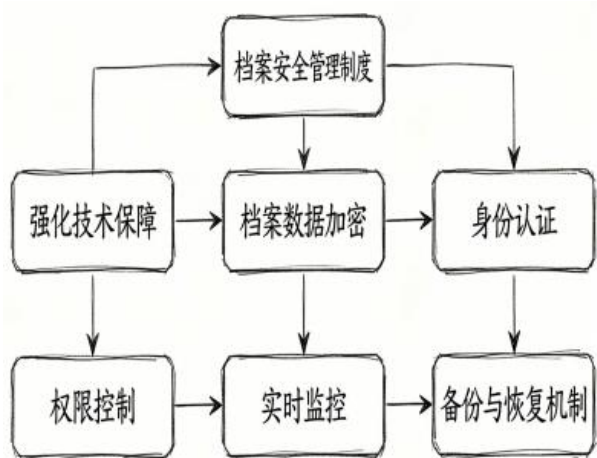 档案安全管理制度
强化技术保障
档案数据加密
身份认证
权限控制
实时监控
备份与恢复机制